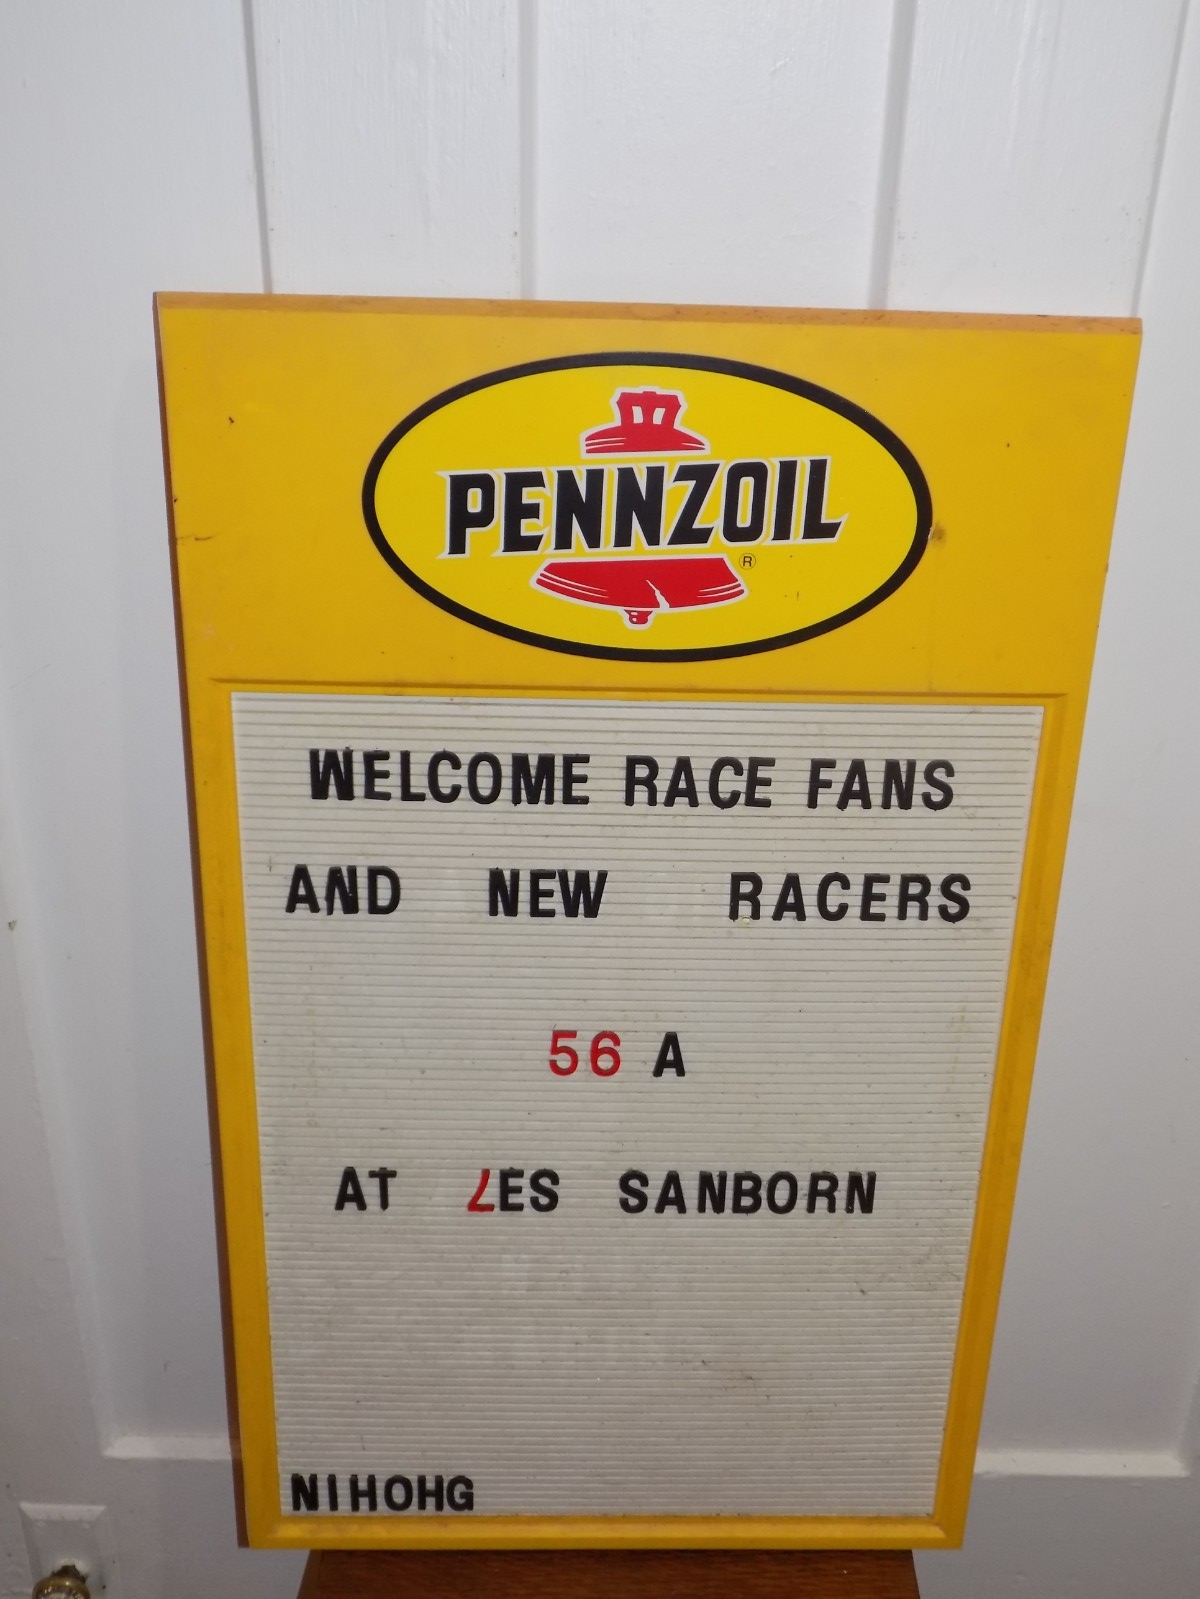 PENNZOIL
®
WELCOME RACE FANS
AND NEW RACERS
56 A
AT LES SANBORN
NIHOHG